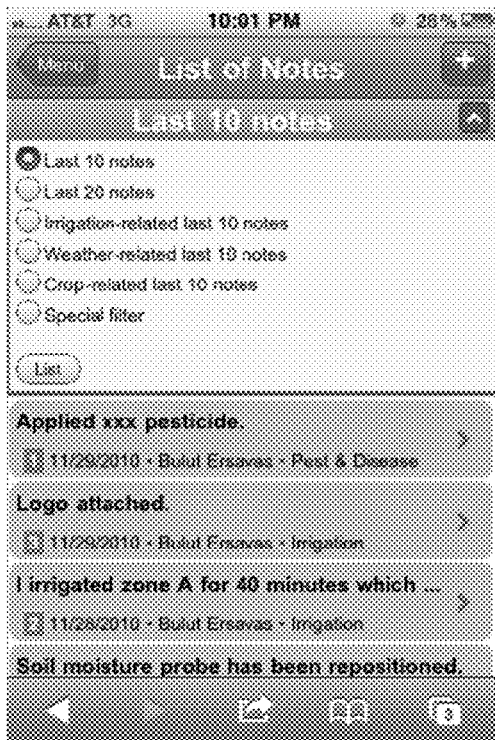 AT&T 3G 10:01 PM 28%
Menu List of Notes +
Last 10 notes
Last 10 notes
Last 20 notes
Irrigation-related last 10 notes
Weather-related last 10 notes
Crop-related last 10 notes
Special filter
List
Applied xxx pesticide.
11/29/2010 • Bulut Ersavas • Pest & Disease
Logo attached.
11/29/2010 • Bulut Ersavas • Irrigation
I irrigated zone A for 40 minutes which ...
11/28/2010 • Bulut Ersavas • Irrigation
Soil moisture probe has been repositioned.
3